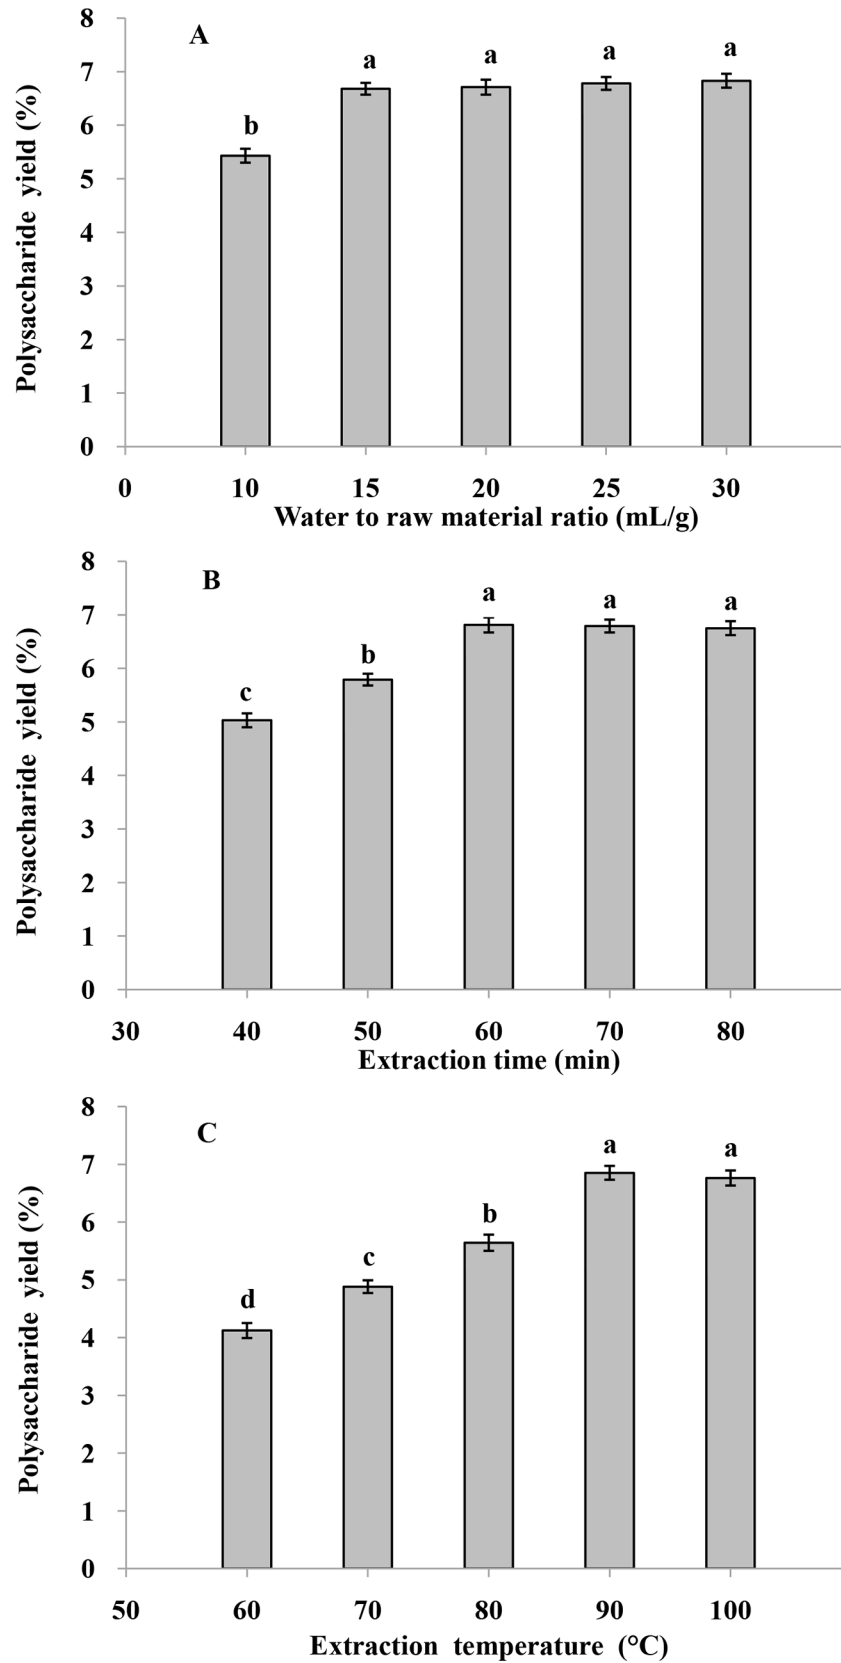 A
Polysaccharide yield (%)
8
7
6
5
4
3
2
1
0
b
a
a
a
a
0 10 15 20 25 30
Water to raw material ratio (mL/g)
B
Polysaccharide yield (%)
8
7
6
5
4
3
2
1
0
c
b
a
a
a
30 40 50 60 70 80
Extraction time (min)
C
Polysaccharide yield (%)
8
7
6
5
4
3
2
1
0
d
c
b
a
a
50 60 70 80 90 100
Extraction temperature (°C)